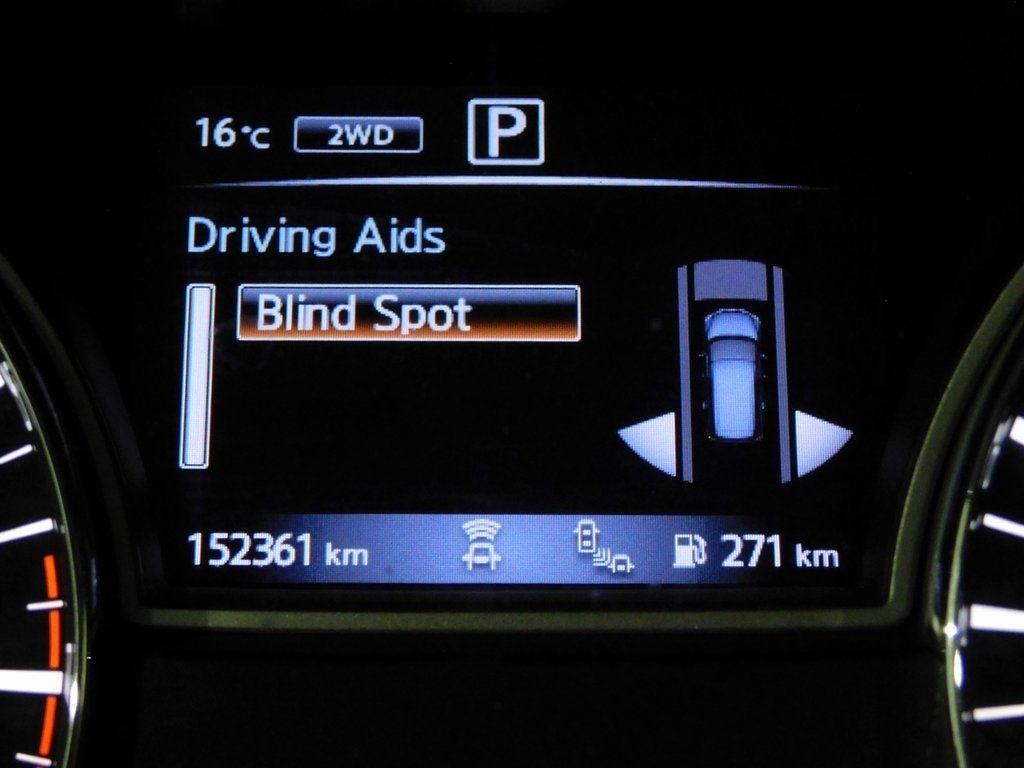 16°C 2WD P
Driving Aids
Blind Spot
152361 km 271 km